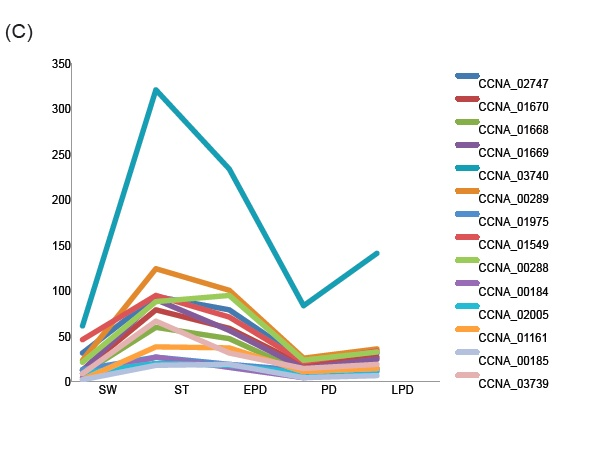 (C)
350
300
250
200
150
100
50
0
SW ST EPD PD LPD
CCNA_02747
CCNA_01670
CCNA_01668
CCNA_01669
CCNA_03740
CCNA_00289
CCNA_01975
CCNA_01549
CCNA_00288
CCNA_00184
CCNA_02005
CCNA_01161
CCNA_00185
CCNA_03739